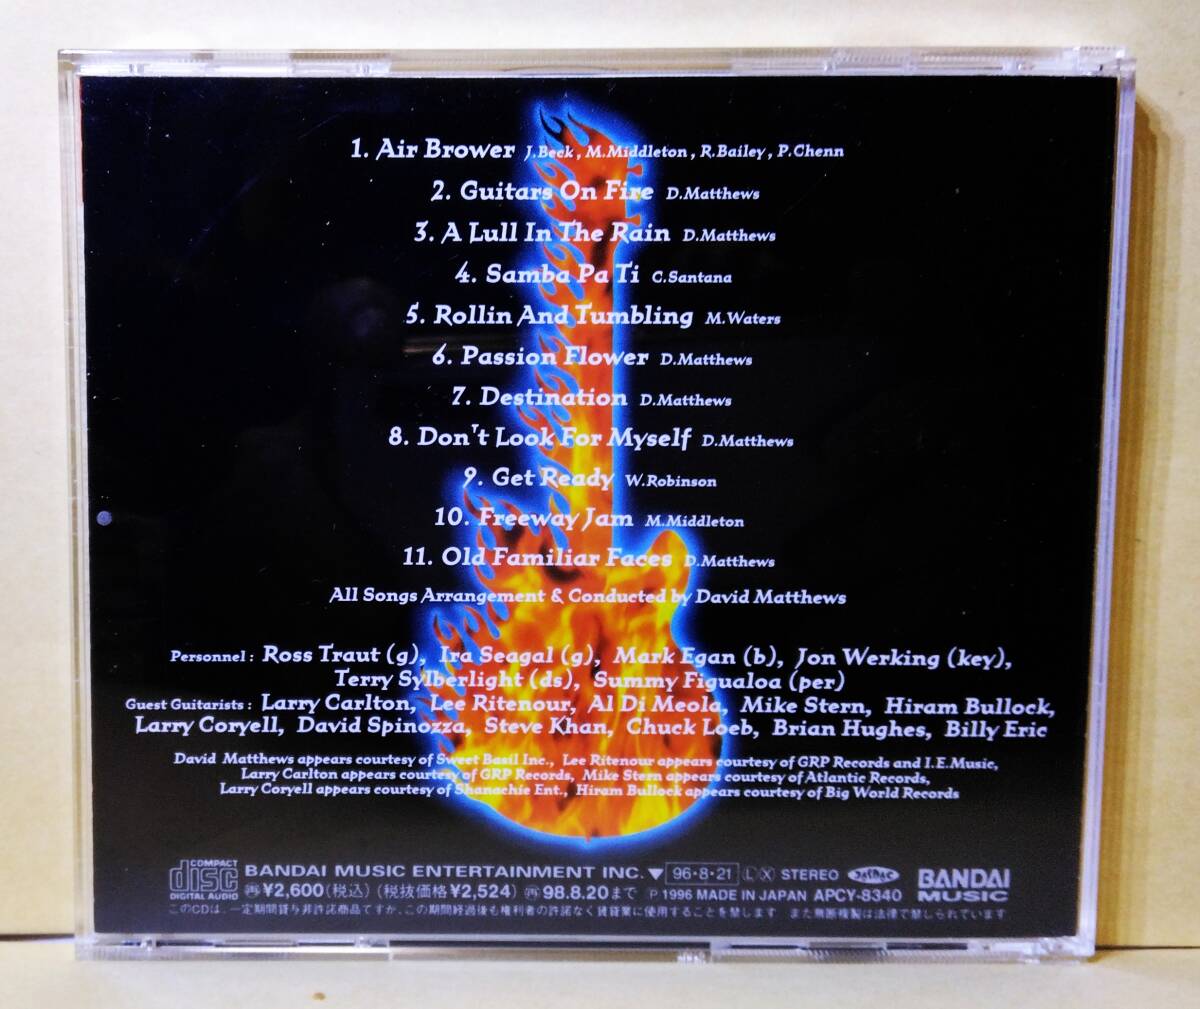 1. Air Brower J.Beck, M.Middleton, R.Bailey, P.Chenn
2. Guitars On Fire D.Matthews
3. A Lull In The Rain D.Matthews
4. Samba Pa Ti C.Santana
5. Rollin And Tumbling M.Waters
6. Passion Flower D.Matthews
7. Destination D.Matthews
8. Don't Look For Myself D.Matthews
9. Get Ready W.Robinson
10. Freeway Jam M.Middleton
11. Old Familiar Faces D.Matthews
All Songs Arrangement & Conducted by David Matthews
Personnel : Ross Traut (g), Ira Seagal (g), Mark Egan (b), Jon Werking (key),
Terry Sylberlight (ds), Summy Figualoa (per)
Guest Guitarists : Larry Carlton, Lee Ritenour, Al Di Meola, Mike Stern, Hiram Bullock,
Larry Coryell, David Spinozza, Steve Khan, Chuck Loeb, Brian Hughes, Billy Eric
David Matthews appears courtesy of Sweet Basil Inc., Lee Ritenour appears courtesy of GRP Records and I.E.Music,
Larry Carlton appears courtesy of GRP Records, Mike Stern appears courtesy of Atlantic Records,
Larry Coryell appears courtesy of Shanachie Ent., Hiram Bullock appears courtesy of Big World Records
COMPACT disc DIGITAL AUDIO
BANDAI MUSIC ENTERTAINMENT INC.▼ 96・8・21 Ⓛ Ⓧ STEREO
㊢¥2,600(税込) (税抜価格¥2,524) ㊢98.8.20まで Ⓟ 1996 MADE IN JAPAN APCY-8340
BANDAI MUSIC
このCDは、一定期間貸与非許諾商品ですが、この期間経過後も権利者の許諾なく賃貸業に使用することを禁します また無断複製は法律で禁しられています